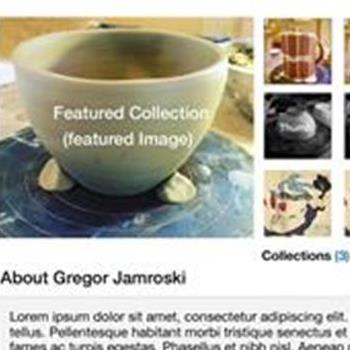 Featured Collection
(featured Image)
Collections (3)
About Gregor Jamroski
Lorem ipsum dolor sit amet, consectetur adipiscing elit.
tellus. Pellentesque habitant morbi tristique senectus et
fames ac turpis egestas. Phasellus et nibh nisl. Aenean